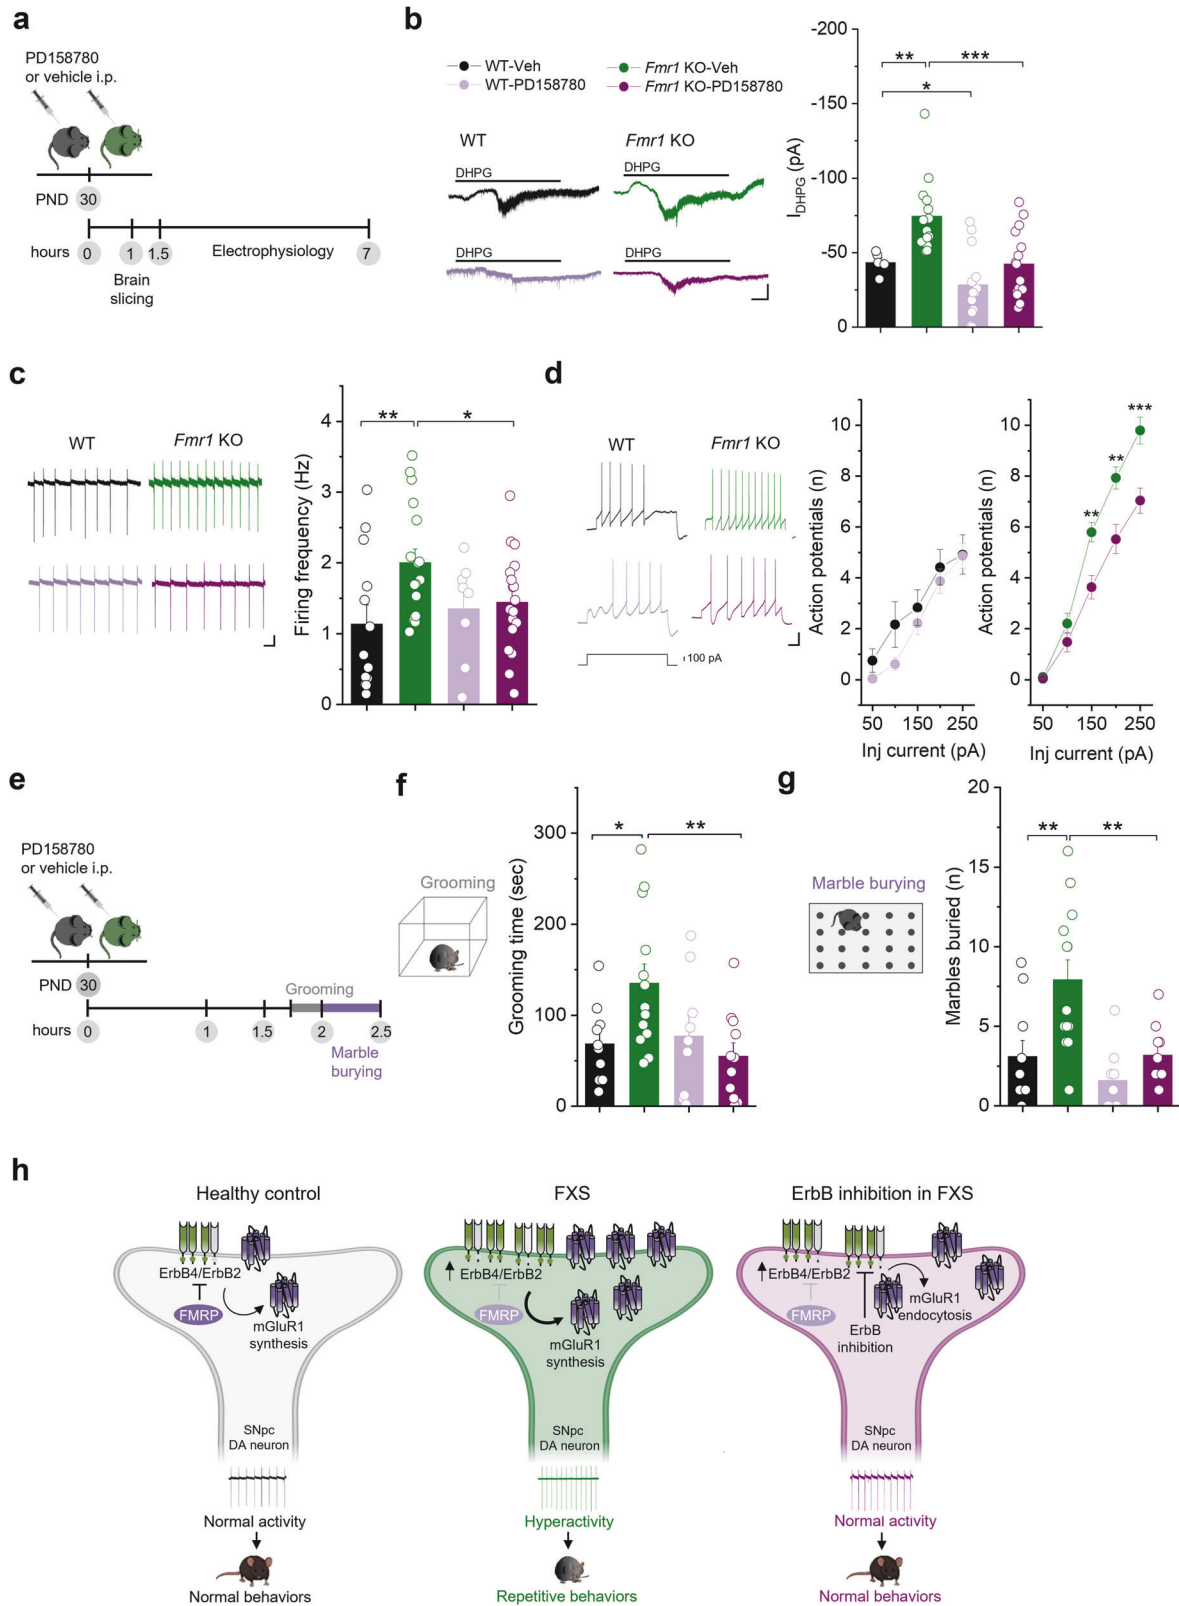 a
PD158780
or vehicle i.p.
PND
30
hours
0
1
1.5
7
Electrophysiology
Brain
slicing
b
WT-Veh
Fmr1 KO-Veh
WT-PD158780
Fmr1 KO-PD158780
WT
Fmr1 KO
DHPG
DHPG
DHPG
DHPG
I DHPG (pA)
-200
-150
-100
-50
0
**
***
*
c
WT
Fmr1 KO
Firing frequency (Hz)
4
3
2
1
0
**
*
d
WT
Fmr1 KO
100 pA
Action potentials (n)
10
8
6
4
2
0
50
150
250
Inj current (pA)
Action potentials (n)
10
8
6
4
2
0
**
**
***
50
150
250
Inj current (pA)
e
PD158780
or vehicle i.p.
PND
30
Grooming
hours
0
1
1.5
2
2.5
Marble
burying
f
Grooming
Grooming time (sec)
300
200
100
0
*
**
g
Marble burying
Marbles buried (n)
20
15
10
5
0
**
**
h
Healthy control
ErbB4/ErbB2
FMRP
mGluR1
synthesis
SNpc
DA neuron
Normal activity
Normal behaviors
FXS
ErbB4/ErbB2
FMRP
mGluR1
synthesis
SNpc
DA neuron
Hyperactivity
Repetitive behaviors
ErbB inhibition in FXS
ErbB4/ErbB2
FMRP
mGluR1
endocytosis
ErbB
inhibition
SNpc
DA neuron
Normal activity
Normal behaviors